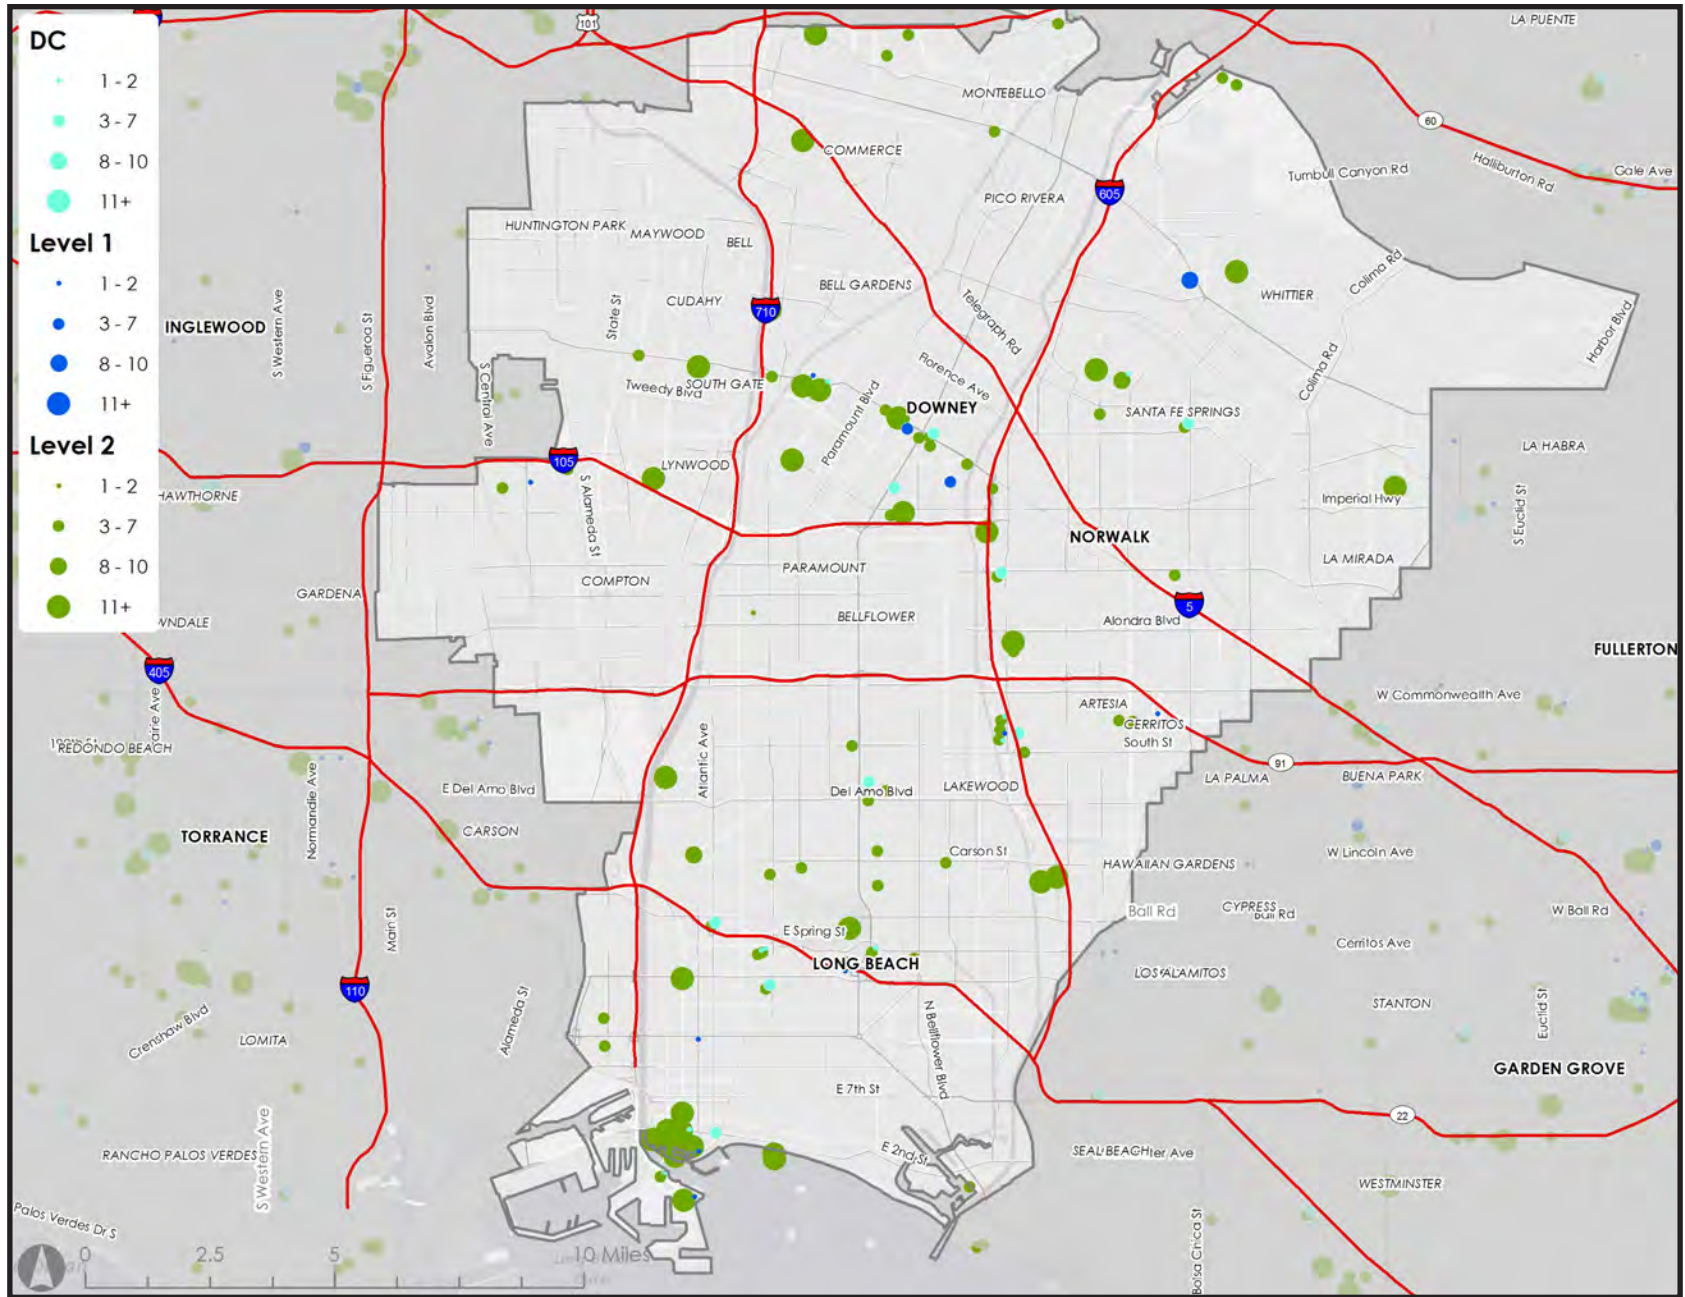 DC
1 - 2
3 - 7
8 - 10
11+
Level 1
1 - 2
3 - 7
8 - 10
11+
Level 2
1 - 2
3 - 7
8 - 10
11+
101
LA PUENTE
MONTEBELLO
60
COMMERCE
Turnbull Canyon Rd
Halliburton Rd
Gale Ave
605
PICO RIVERA
HUNTINGTON PARK
MAYWOOD
BELL
BELL GARDENS
CUDAHY
WHITTIER
Colima Rd
Harbor Blvd
710
State St
INGLEWOOD
S Western Ave
S Figueroa St
Avalon Blvd
S Central Ave
Telegraph Rd
Florence Ave
Colima Rd
Tweedy Blvd
SOUTH GATE
Paramount Blvd
DOWNEY
SANTA FE SPRINGS
LA HABRA
105
LYNWOOD
S Alameda St
HAWTHORNE
Imperial Hwy
S Euclid St
NORWALK
LA MIRADA
COMPTON
PARAMOUNT
GARDENA
BELLFLOWER
5
Alondra Blvd
WNDALE
FULLERTON
405
airie Ave
W Commonwealth Ave
ARTESIA
CERRITOS
South St
REDONDO BEACH
Normandie Ave
Atlantic Ave
91
LA PALMA
BUENA PARK
E Del Amo Blvd
Del Amo Blvd
LAKEWOOD
TORRANCE
CARSON
Carson St
W Lincoln Ave
HAWAIIAN GARDENS
Main St
Ball Rd
CYPRESS
Ball Rd
W Ball Rd
E Spring St
Cerritos Ave
LONG BEACH
LOS ALAMITOS
110
STANTON
Euclid St
Crenshaw Blvd
LOMITA
Alameda St
N Bellflower Blvd
GARDEN GROVE
E 7th St
22
S Western Ave
RANCHO PALOS VERDES
E 2nd St
SEAL BEACH
ter Ave
WESTMINSTER
Palos Verdes Dr S
Bolsa Chica St
0 2.5 5 10 Miles